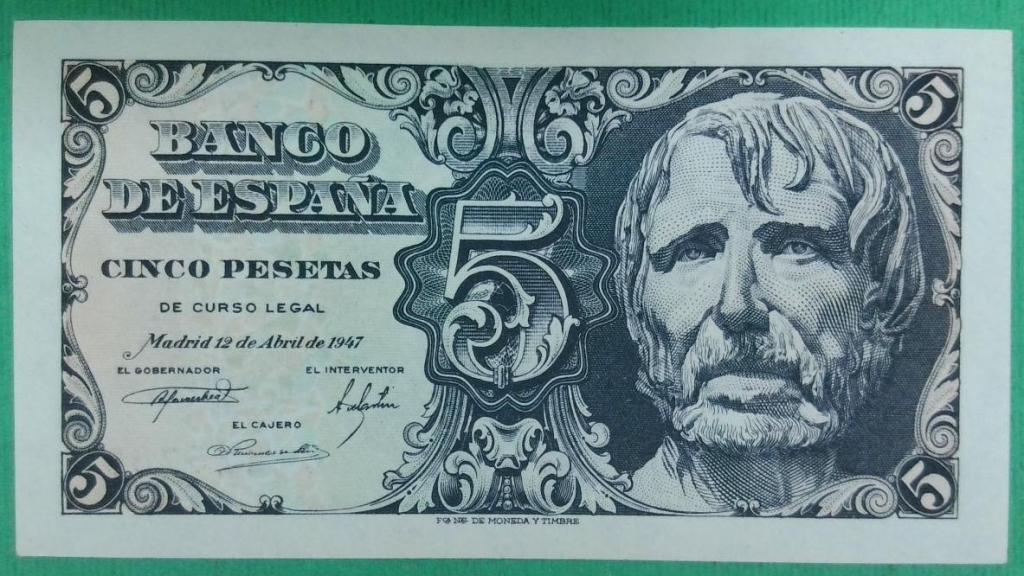 5 5
BANCO
DE ESPAÑA
CINCO PESETAS
5
DE CURSO LEGAL
Madrid 12 de Abril de 1947
EL GOBERNADOR EL INTERVENTOR
EL CAJERO
5 5
FCA. NAL. DE MONEDA Y TIMBRE